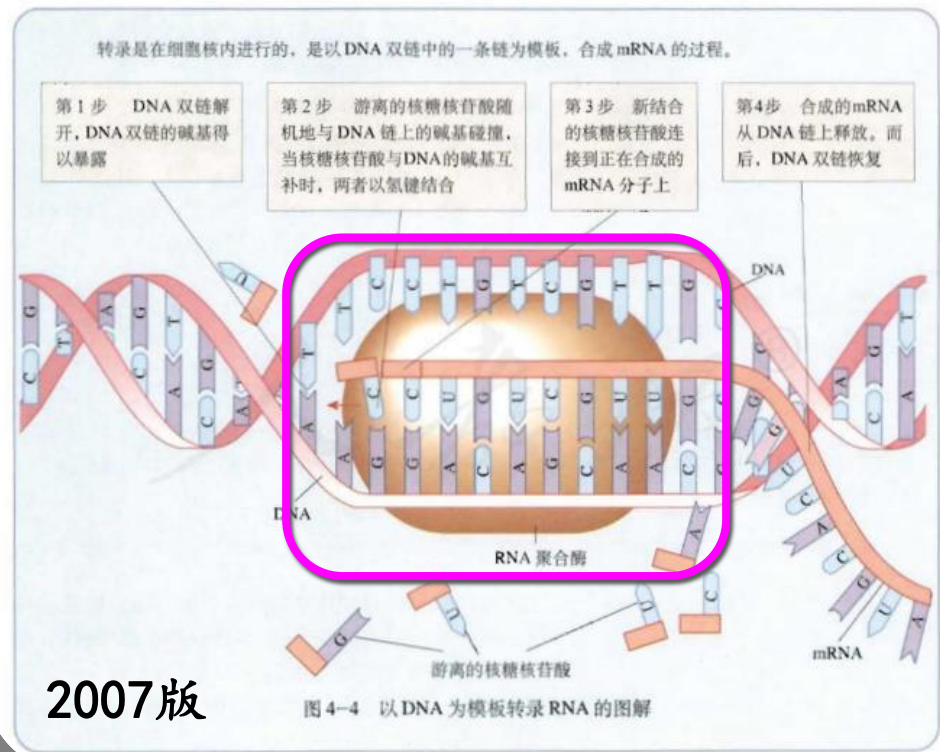 转录是在细胞核内进行的，是以DNA双链中的一条链为模板，合成mRNA的过程。
第1步 DNA双链解
开，DNA双链的碱基得
以暴露
第2步 游离的核糖核苷酸随
机地与DNA链上的碱基碰撞，
当核糖核苷酸与DNA的碱基互
补时，两者以氢键结合
第3步 新结合
的核糖核苷酸连
接到正在合成的
mRNA分子上
第4步 合成的mRNA
从DNA链上释放。而
后，DNA双链恢复
DNA
G T A G T
C C A G C A
U
T T C C T G T C G T T G
C C U G U C G U U G
A A G G A C A G C A A C
A G T
C A
DNA
RNA聚合酶
A
U C A C G U A
G U U C
mRNA
游离的核糖核苷酸
2007版
图4-4 以DNA为模板转录RNA的图解